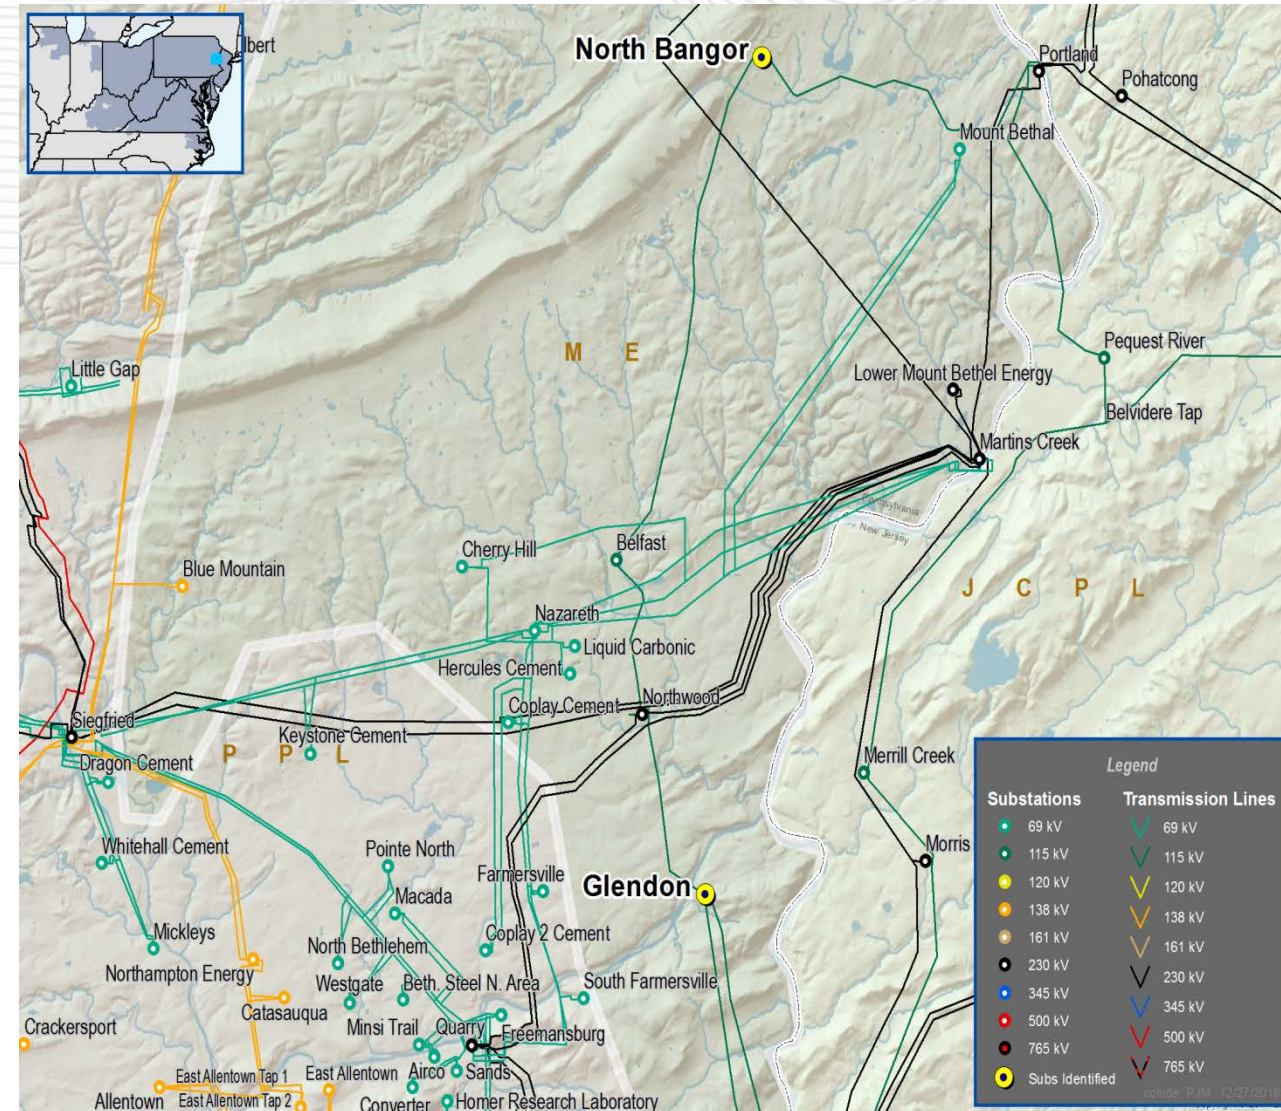 lbert
North Bangor
Portland
Pohatcong
Mount Bethal
Little Gap
M E
Pequest River
Lower Mount Bethel Energy
Belvidere Tap
Martins Creek
Pennsylvania
New Jersey
Cherry Hill
Belfast
Blue Mountain
J C P L
Nazareth
Liquid Carbonic
Hercules Cement
Coplay Cement
Northwood
Siegfried
Keystone Cement
P P L
Dragon Cement
Merrill Creek
Whitehall Cement
Pointe North
Morris
Farmersville
Glendon
Macada
Mickleys
North Bethlehem
Coplay 2 Cement
Northampton Energy
Westgate
Beth. Steel N. Area
South Farmersville
Catasauqua
Minsi Trail
Quarry
Freemansburg
Crackersport
Airco
Sands
East Allentown Tap 1
East Allentown
Allentown
East Allentown Tap 2
Converter
Homer Research Laboratory
Legend
Substations
Transmission Lines
69 kV
69 kV
115 kV
115 kV
120 kV
120 kV
138 kV
138 kV
161 kV
161 kV
230 kV
230 kV
345 kV
345 kV
500 kV
500 kV
765 kV
765 kV
Subs Identified
PJM 12/27/2018